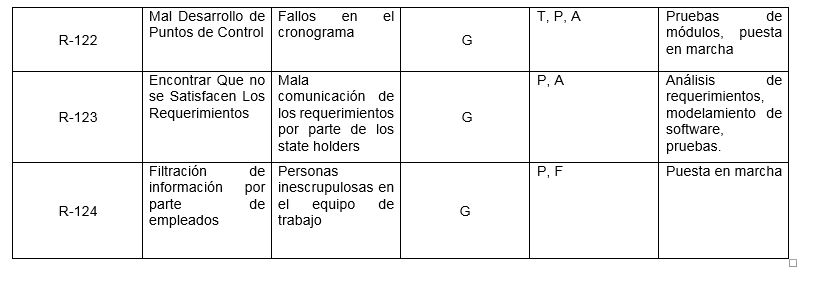 R-122
Mal Desarrollo de
Puntos de Control
Fallos en el
cronograma
G
T, P, A
Pruebas de
módulos, puesta
en marcha
R-123
Encontrar Que no
se Satisfacen Los
Requerimientos
Mala
comunicación de
los requerimientos
por parte de los
state holders
G
P, A
Análisis de
requerimientos,
modelamiento de
software,
pruebas.
R-124
Filtración de
información por
parte de
empleados
Personas
inescrupulosas en
el equipo de
trabajo
G
P, F
Puesta en marcha